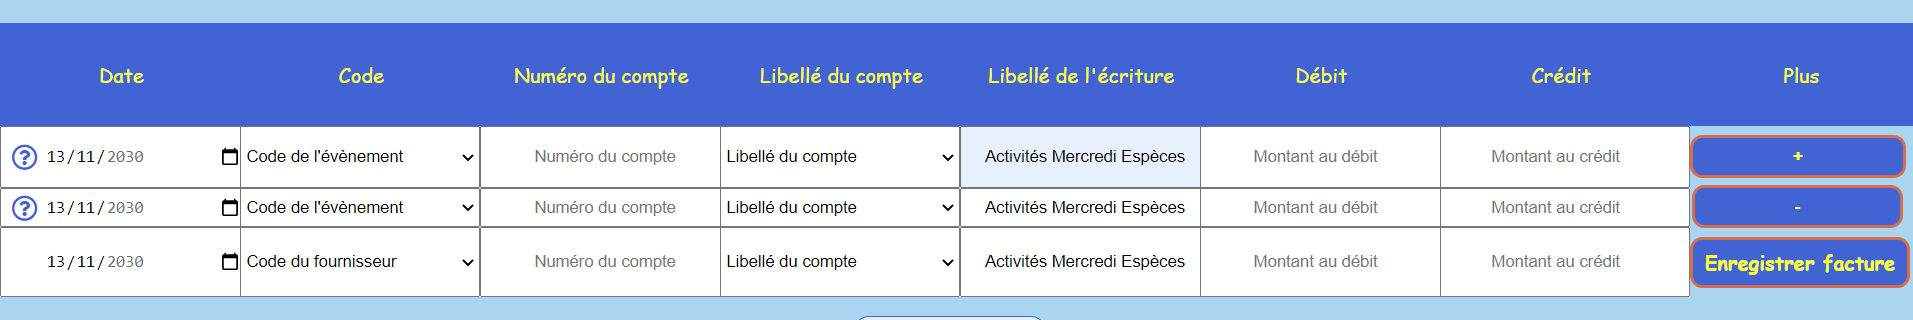 Date Code Numéro du compte Libellé du compte Libellé de l'écriture Débit Crédit Plus
? 13/11/2030 Code de l'évènement Numéro du compte Libellé du compte Activités Mercredi Espèces Montant au débit Montant au crédit +
? 13/11/2030 Code de l'évènement Numéro du compte Libellé du compte Activités Mercredi Espèces Montant au débit Montant au crédit -
13/11/2030 Code du fournisseur Numéro du compte Libellé du compte Activités Mercredi Espèces Montant au débit Montant au crédit Enregistrer facture